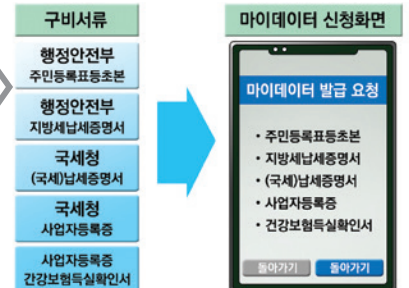 구비서류
행정안전부
주민등록표등초본
행정안전부
지방세납세증명서
국세청
(국세)납세증명서
국세청
사업자등록증
사업자등록증
건강보험득실확인서
마이데이터 신청화면
마이데이터 발급 요청
• 주민등록표등초본
• 지방세납세증명서
• (국세)납세증명서
• 사업자등록증
• 건강보험득실확인서
돌아가기
돌아가기